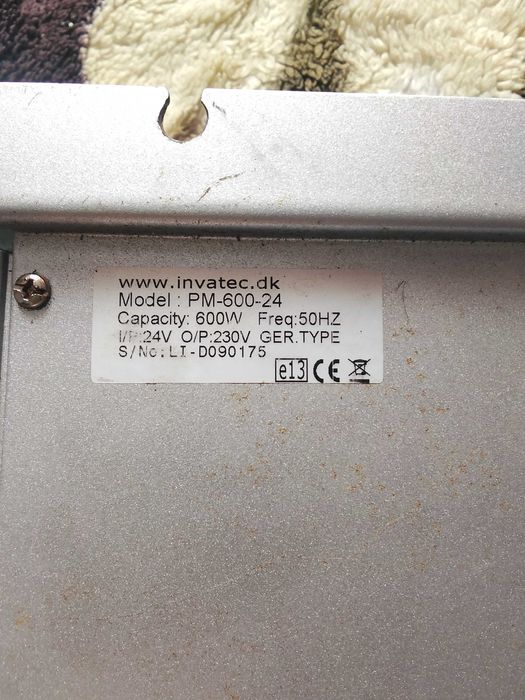 www.invatec.dk
Model : PM-600-24
Capacity: 600W Freq:50HZ
I/P:24V O/P:230V GER.TYPE
S/No:LI-D090175
e13 CE